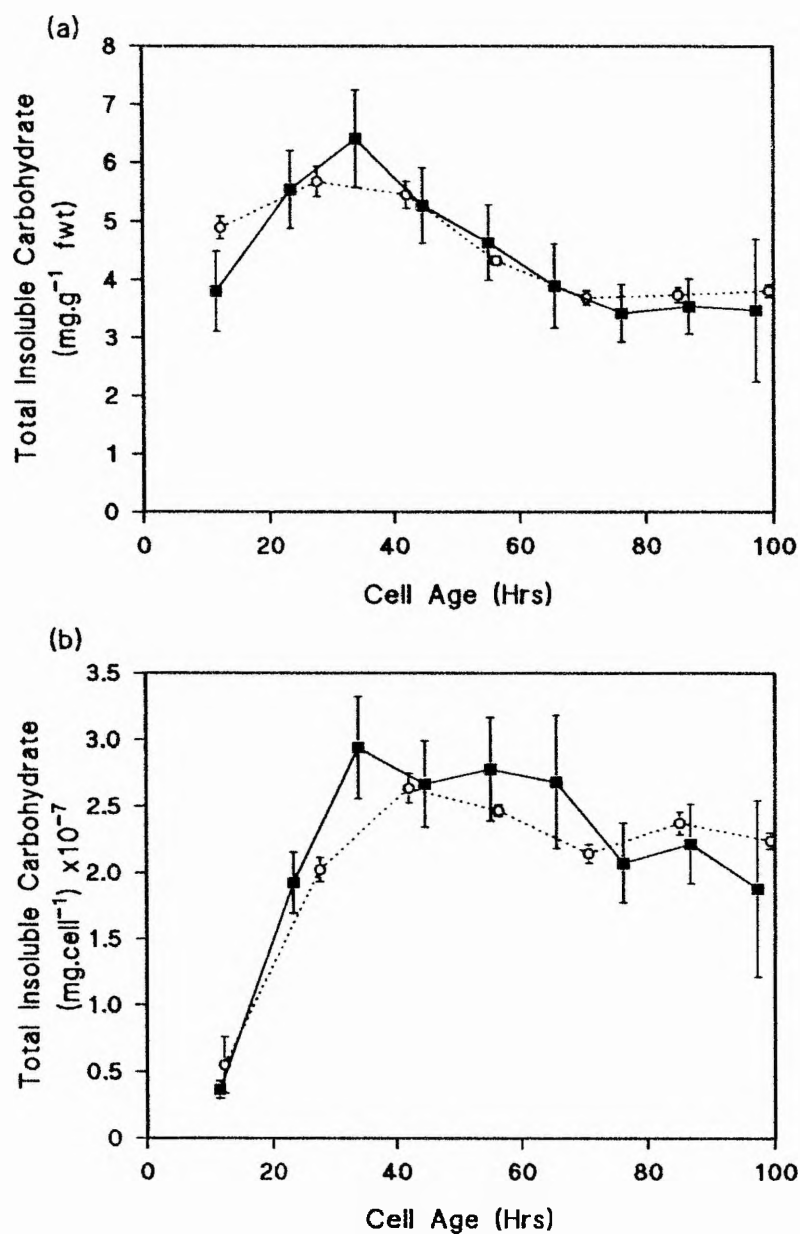 (a)
8
7
6
5
4
3
2
1
0
Total Insoluble Carbohydrate
(mg.g⁻¹ fwt)
0 20 40 60 80 100
Cell Age (Hrs)
(b)
3.5
3.0
2.5
2.0
1.5
1.0
0.5
0
Total Insoluble Carbohydrate
(mg.cell⁻¹) x10⁻⁷
0 20 40 60 80 100
Cell Age (Hrs)